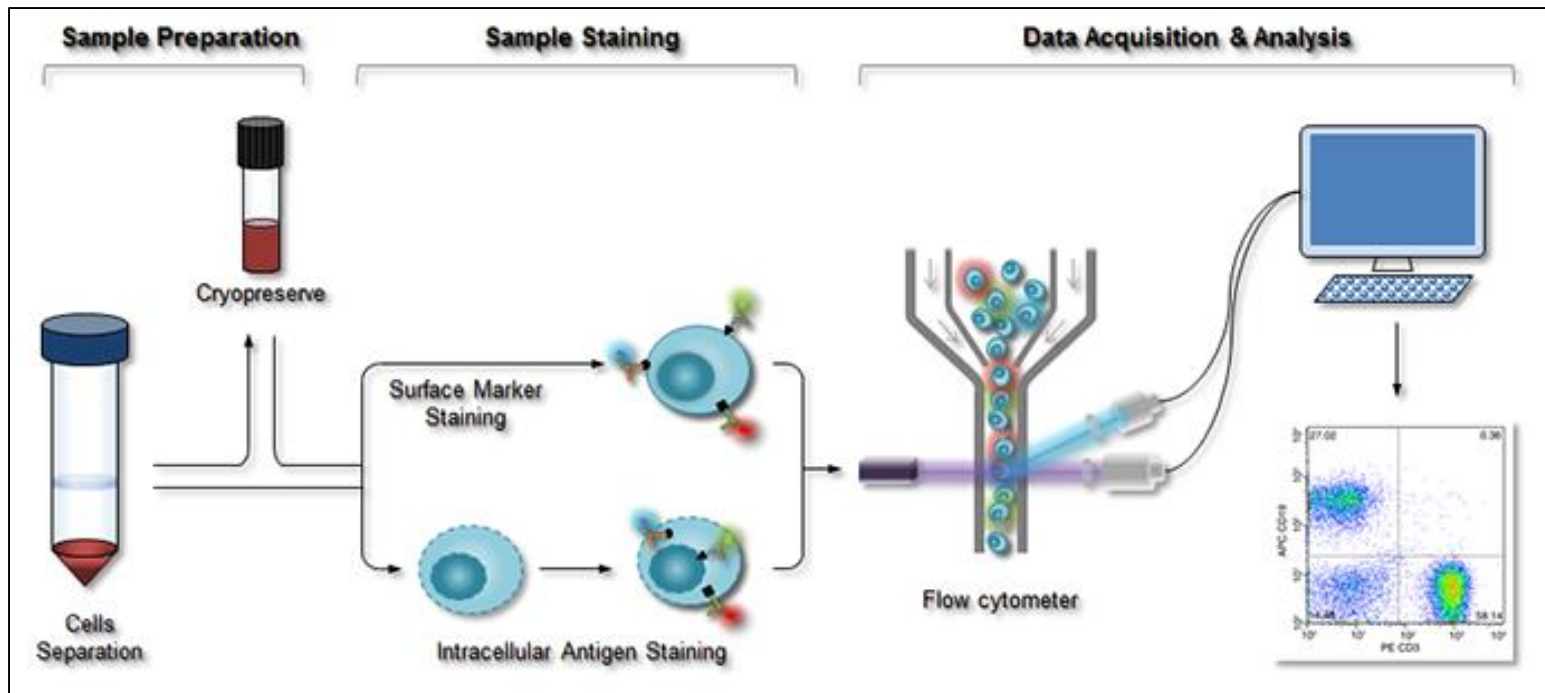 Sample Preparation
Sample Staining
Data Acquisition & Analysis
Cryopreserve
Surface Marker
Staining
Cells
Separation
Intracellular Antigen Staining
Flow cytometer
27.02
6.36
APC CD19
58.14
PE CD3